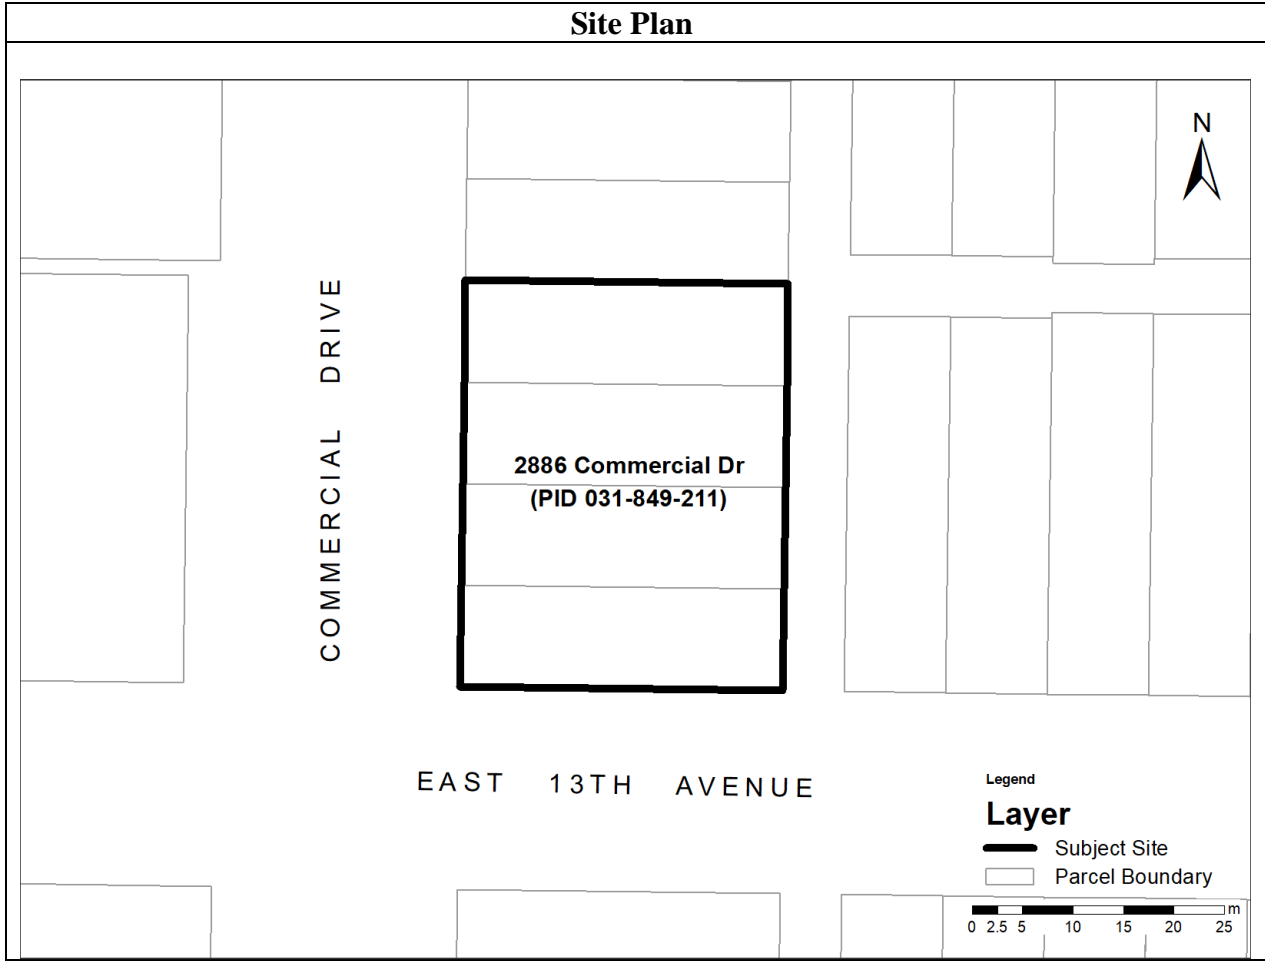 Site Plan
N
COMMERCIAL DRIVE
2886 Commercial Dr
(PID 031-849-211)
EAST 13TH AVENUE
Legend
Layer
Subject Site
Parcel Boundary
m
0 2.5 5 10 15 20 25